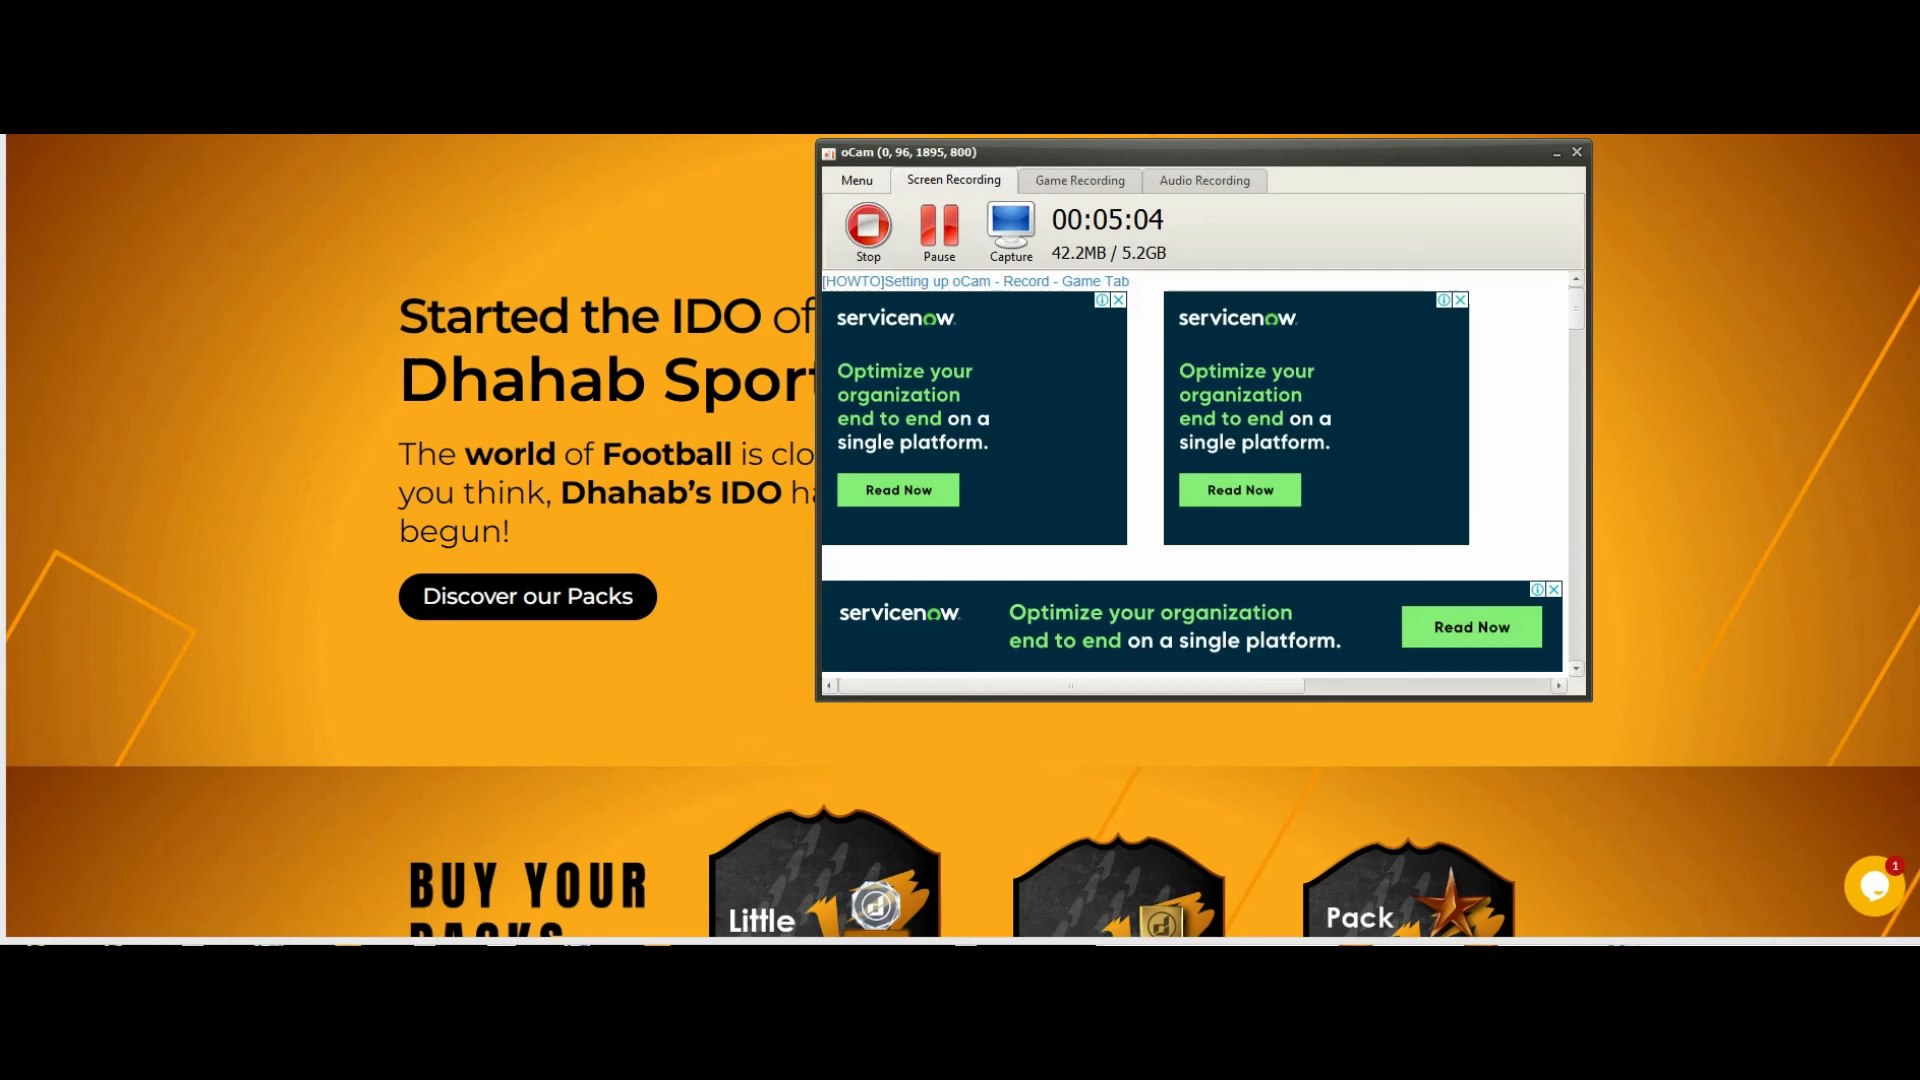 oCam (0, 96, 1895, 800)
Menu
Screen Recording
Game Recording
Audio Recording
Stop
Pause
Capture
00:05:04
42.2MB / 5.2GB
[HOWTO]Setting up oCam - Record - Game Tab
servicenow
Optimize your
organization
end to end on a
single platform.
Read Now
servicenow
Optimize your
organization
end to end on a
single platform.
Read Now
servicenow
Optimize your organization
end to end on a single platform.
Read Now
Started the IDO of
Dhahab Sport
The world of Football is clo
you think, Dhahab's IDO ha
begun!
Discover our Packs
BUY YOUR
PACKS
Little
Pack
1